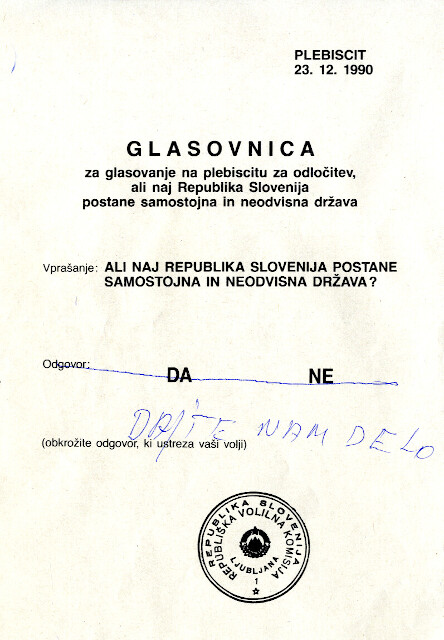 PLEBISCIT
23. 12. 1990
GLASOVNICA
za glasovanje na plebiscitu za odločitev,
ali naj Republika Slovenija
postane samostojna in neodvisna država
Vprašanje: ALI NAJ REPUBLIKA SLOVENIJA POSTANE
SAMOSTOJNA IN NEODVISNA DRŽAVA?
Odgovor:
DA NE
DAJTE NAM DELO
(obkrožite odgovor, ki ustreza vaši volji)
REPUBLIKA SLOVENIJA
REPUBLIŠKA VOLILNA KOMISIJA
LJUBLJANA
1